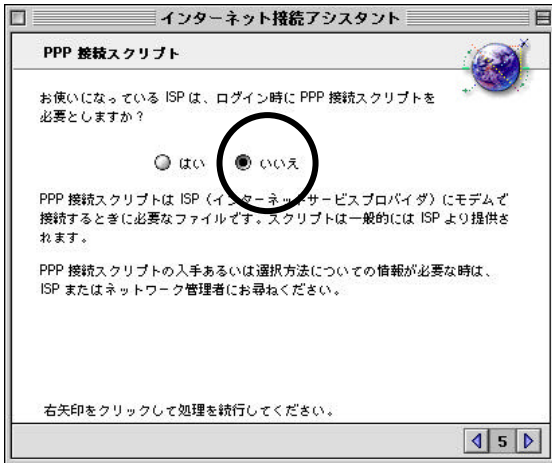 インターネット接続アシスタント
PPP 接続スクリプト
お使いになっている ISP は、ログイン時に PPP 接続スクリプトを
必要としますか？
はい いいえ
PPP 接続スクリプトは ISP（インターネットサービスプロバイダ）にモデムで
接続するときに必要なファイルです。スクリプトは一般的には ISP より提供さ
れます。
PPP 接続スクリプトの入手あるいは選択方法についての情報が必要な時は、
ISP またはネットワーク管理者にお尋ねください。
右矢印をクリックして処理を続行してください。
5